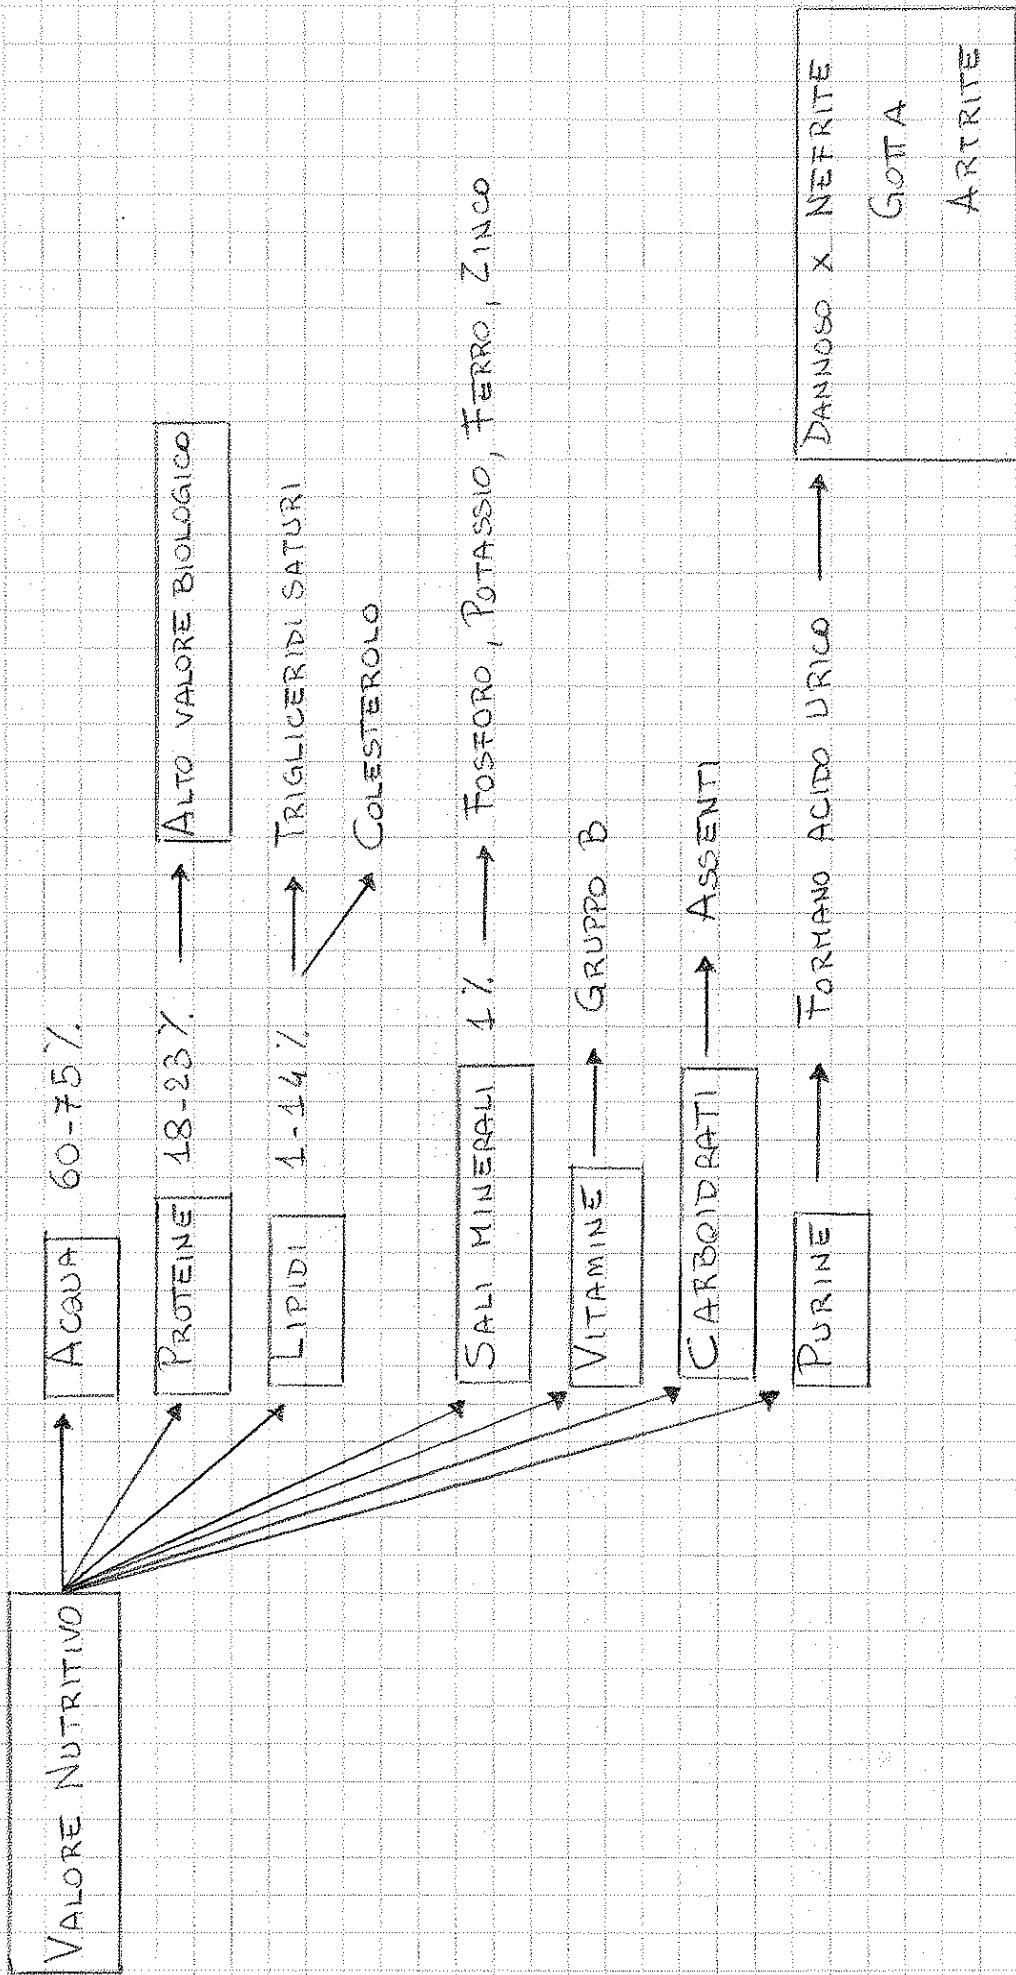 VALORE NUTRITIVO
ACQUA 60-75%
PROTEINE 18-23% → ALTO VALORE BIOLOGICO
LIPIDI 1-14% → TRIGLICERIDI SATURI
COLESTEROLO
SALI MINERALI 1% → FOSFORO, POTASSIO, FERRO, ZINCO
VITAMINE → GRUPPO B
CARBOIDRATI → ASSENTI
PURINE → FORMANO ACIDO URICO → DANNOSO X NEFRITE
GOTTA
ARTRITE